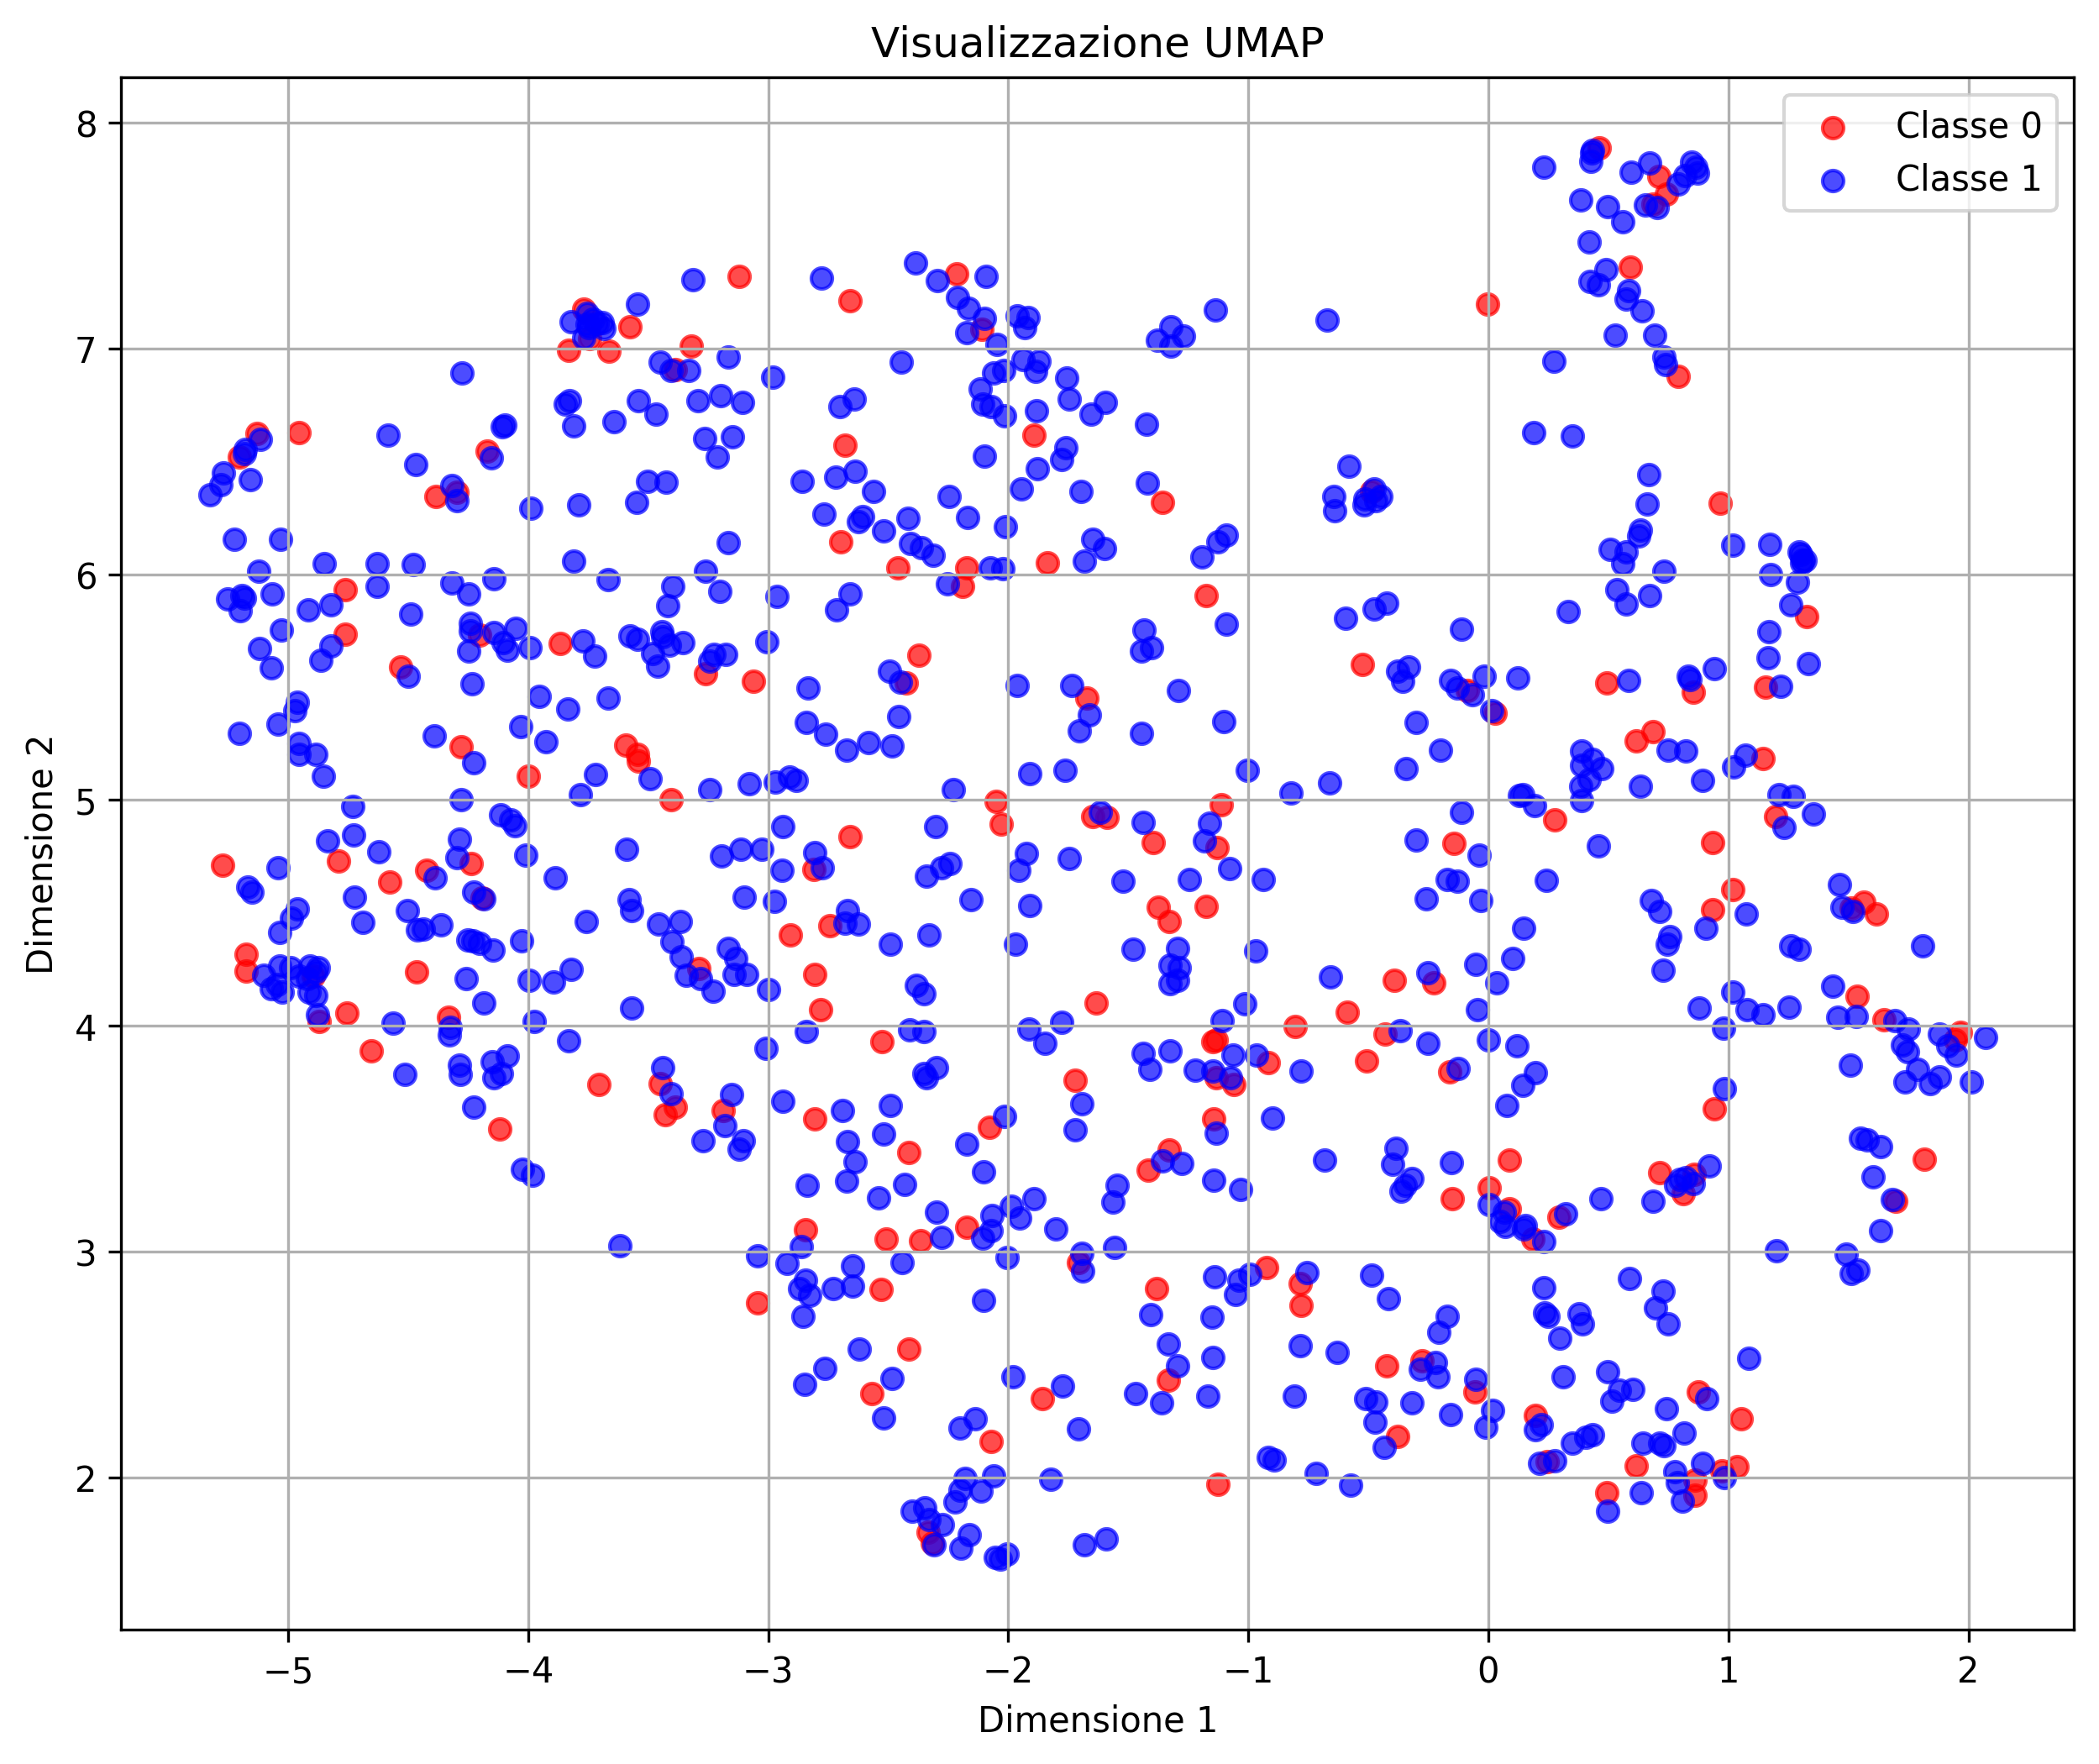 Visualizzazione UMAP
Classe 0
Classe 1
8
7
6
5
4
3
2
Dimensione 2
−5 −4 −3 −2 −1 0 1 2
Dimensione 1